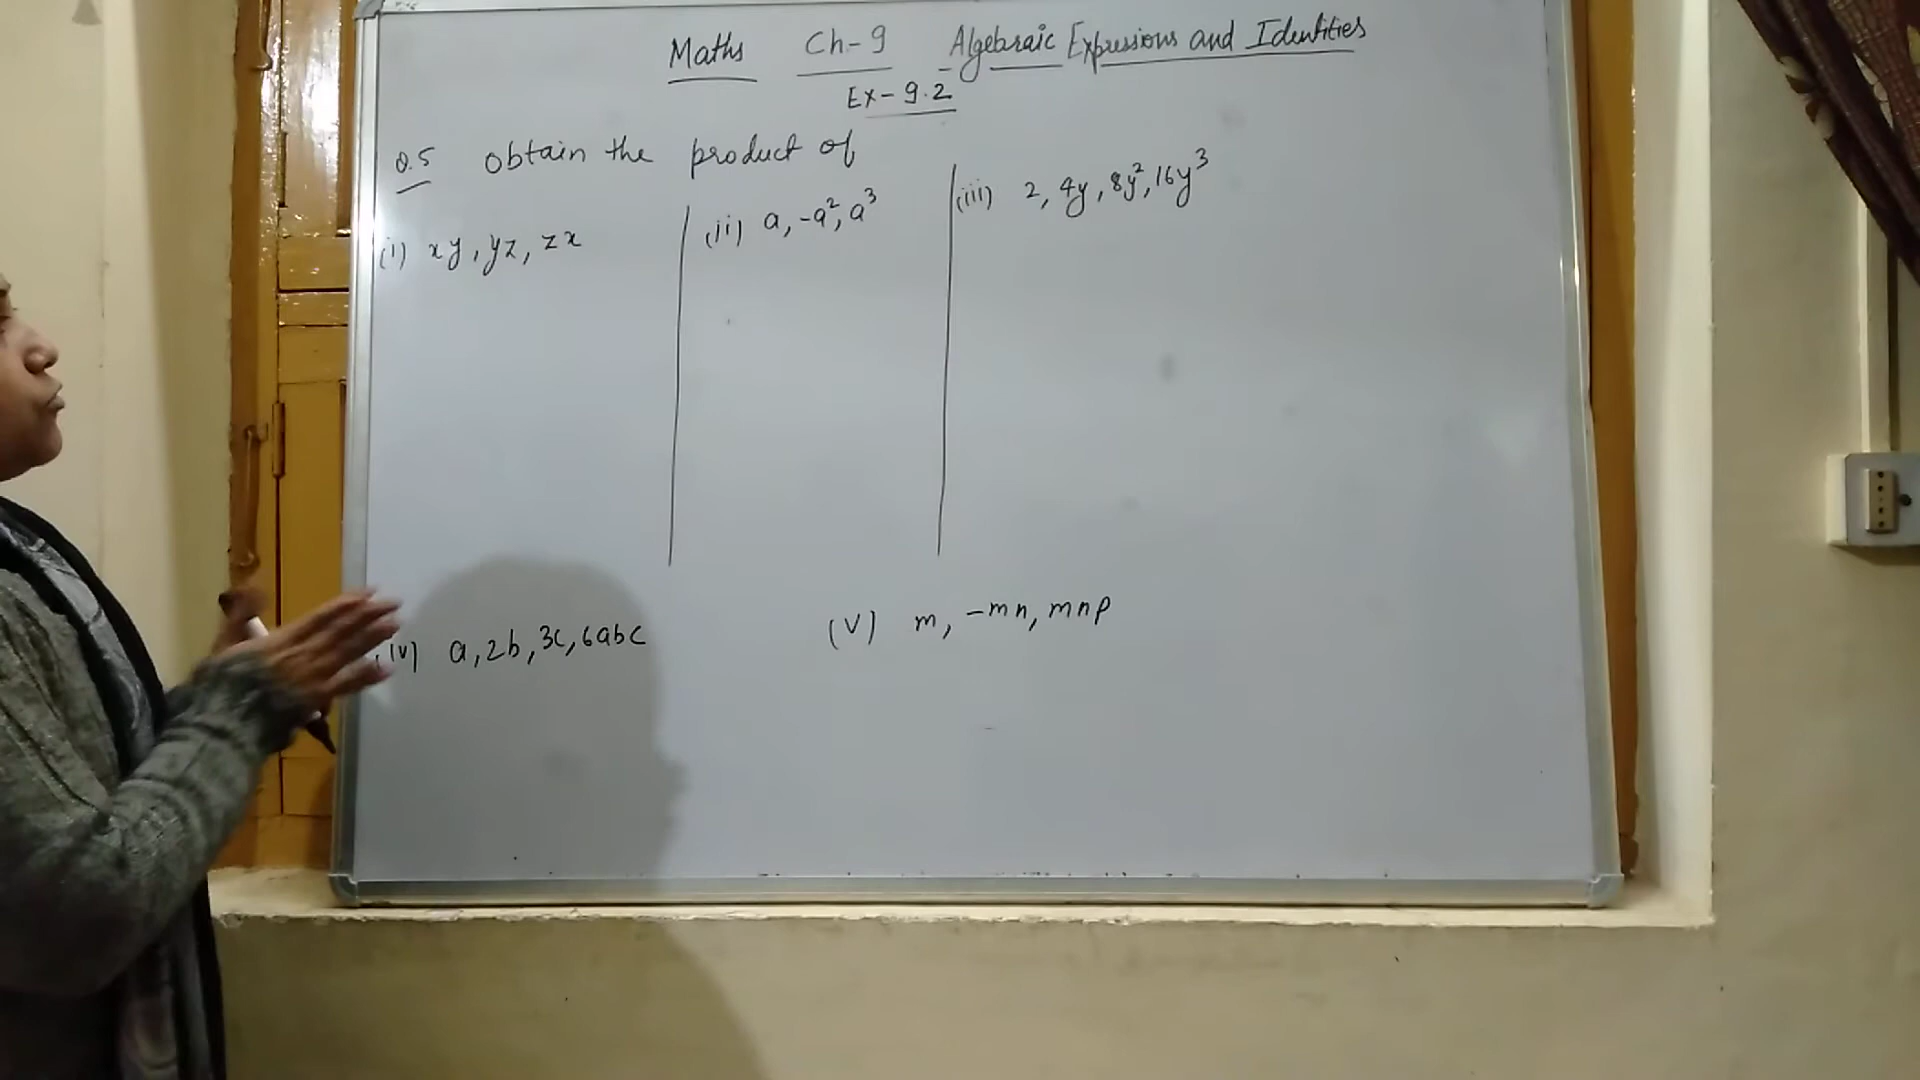 Maths Ch-9 Algebraic Expressions and Identities
Ex-9.2
Q.5 obtain the product of
(i) xy, yz, zx
(ii) a, -a², a³
(iii) 2, 4y, 8y², 16y³
(iv) a, 2b, 3c, 6abc
(V) m, -mn, mnp